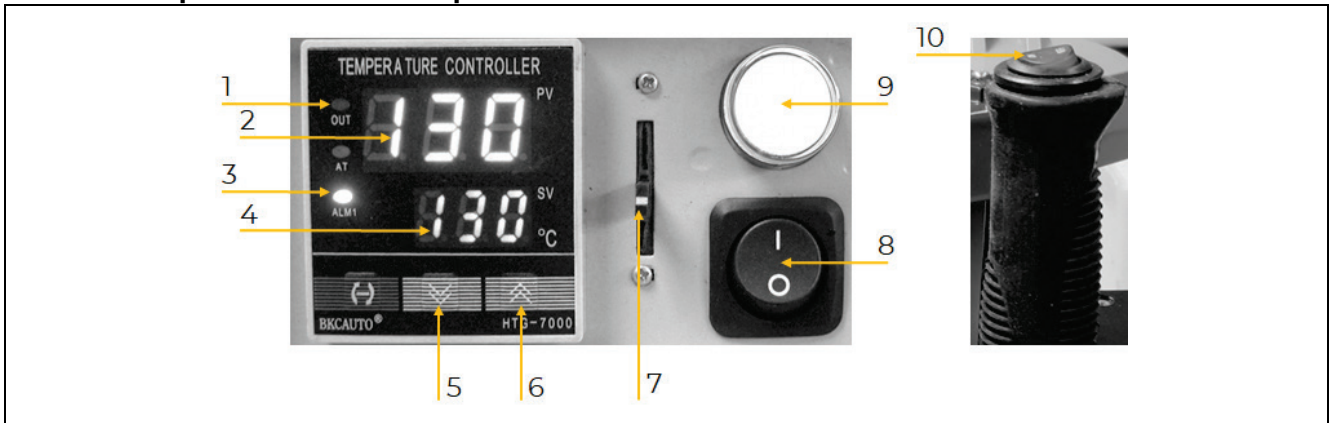 10
TEMPERATURE CONTROLLER
1
OUT
130
PV
9
2
AT
3
ALM1
130
SV
°C
4
I
O
8
BKCAUTO®
HTG-7000
5
6
7